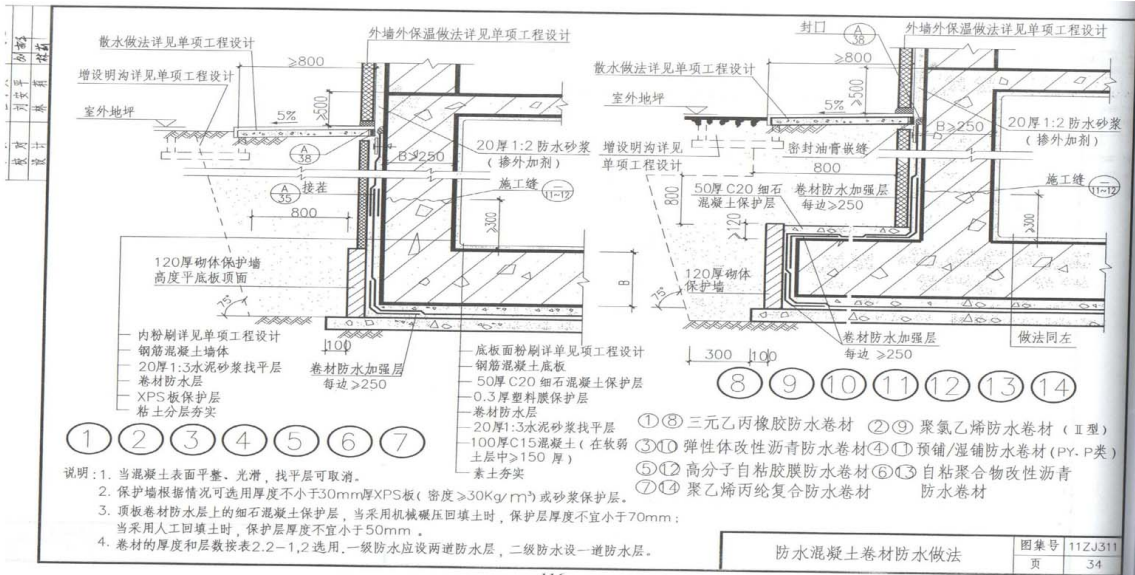 散水做法详见单项工程设计
外墙外保温做法详见单项工程设计
≥800
增设明沟详见单项工程设计
室外地坪
5%
≥500
A
38
B≥250
20厚1:2防水砂浆
(掺外加剂)
A
35
接茬
施工缝
一
11~12
800
≥300
120厚砌体保护墙
高度平底板顶面
B
75°
100
卷材防水加强层
每边≥250
内粉刷详见单项工程设计
钢筋混凝土墙体
20厚1:3水泥砂浆找平层
卷材防水层
XPS板保护层
粘土分层夯实
底板面粉刷详单见项工程设计
钢筋混凝土底板
50厚C20细石混凝土保护层
0.3厚塑料膜保护层
卷材防水层
20厚1:3水泥砂浆找平层
100厚C15混凝土(在软弱
土层中≥150厚)
素土夯实
① ② ③ ④ ⑤ ⑥ ⑦
封口
A
38
外墙外保温做法详见单项工程设计
≥800
散水做法详见单项工程设计
室外地坪
5%
≥500
B≥250
20厚1:2防水砂浆
(掺外加剂)
增设明沟详见
单项工程设计
密封油膏嵌缝
800
800
50厚C20细石
混凝土保护层
卷材防水加强层
每边≥250
施工缝
一
11~12
≥120
≥300
120厚砌体
保护墙
75°
300
100
卷材防水加强层
每边≥250
做法同左
⑧ ⑨ ⑩ ⑪ ⑫ ⑬ ⑭
①⑧三元乙丙橡胶防水卷材 ②⑨聚氯乙烯防水卷材(Ⅱ型)
③⑩弹性体改性沥青防水卷材④⑪预铺/湿铺防水卷材(PY、P类)
⑤⑫高分子自粘胶膜防水卷材⑥⑬自粘聚合物改性沥青
⑦⑭聚乙烯丙纶复合防水卷材 防水卷材
说明:1. 当混凝土表面平整、光滑,找平层可取消。
2. 保护墙根据情况可选用厚度不小于30mm厚XPS板(密度≥30Kg/m³)或砂浆保护层。
3. 顶板卷材防水层上的细石混凝土保护层,当采用机械碾压回填土时,保护层厚度不宜小于70mm;
当采用人工回填土时,保护层厚度不宜小于50mm。
4. 卷材的厚度和层数按表2.2-1,2选用.一级防水应设两道防水层,二级防水设一道防水层。
防水混凝土卷材防水做法
图集号 11ZJ311
页 34